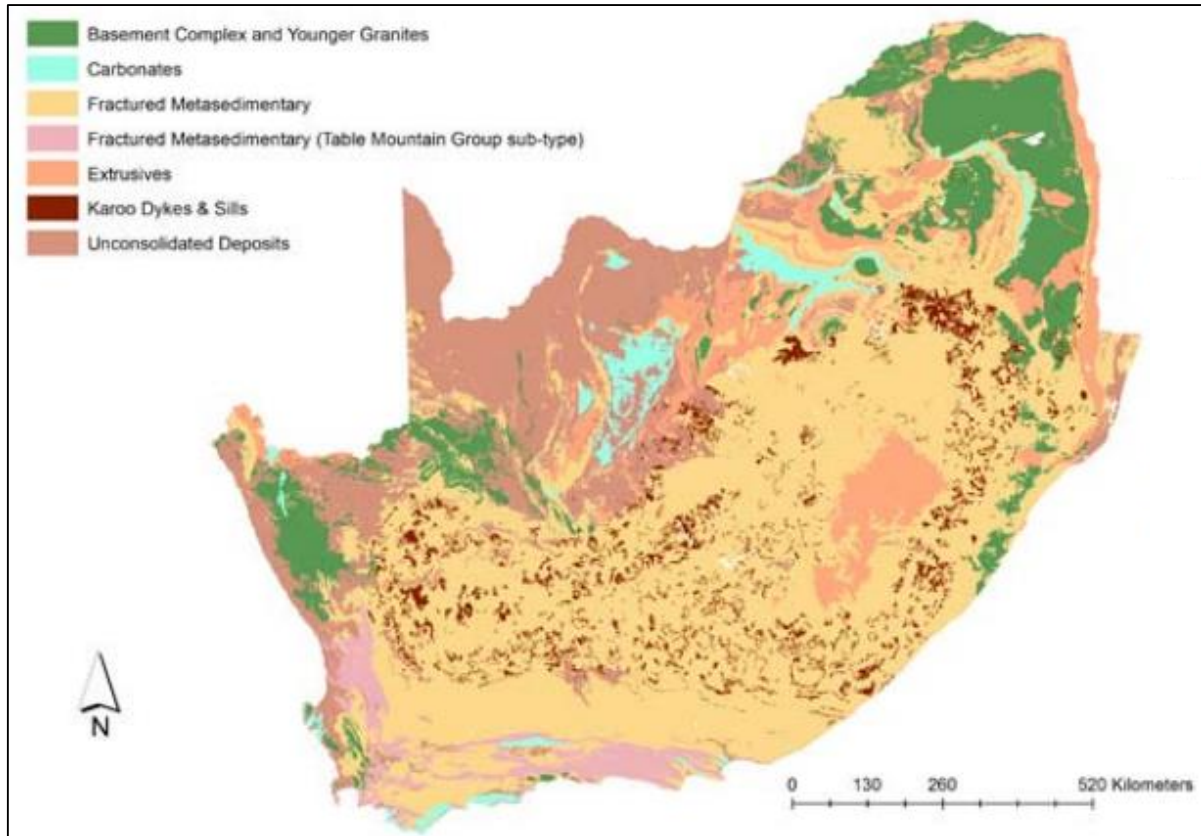 Basement Complex and Younger Granites
Carbonates
Fractured Metasedimentary
Fractured Metasedimentary (Table Mountain Group sub-type)
Extrusives
Karoo Dykes & Sills
Unconsolidated Deposits
N
0 130 260 520 Kilometers